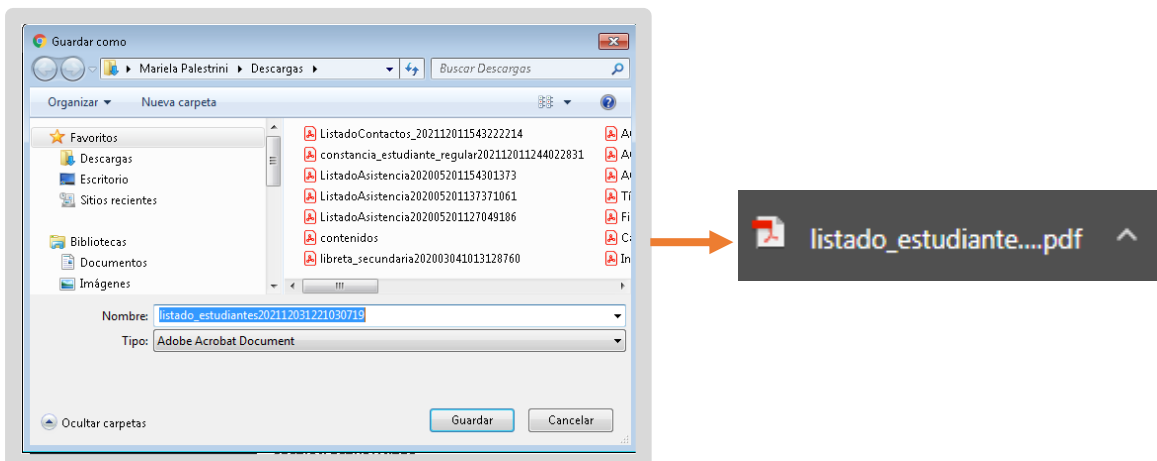 Guardar como
Mariela Palestrini Descargas Buscar Descargas
Organizar Nueva carpeta
Favoritos
Descargas
Escritorio
Sitios recientes
Bibliotecas
Documentos
Imágenes
ListadoContactos_202112011543222214
constancia_estudiante_regular202112011244022831
ListadoAsistencia202005201154301373
ListadoAsistencia202005201137371061
ListadoAsistencia202005201127049186
contenidos
libreta_secundaria202003041013128760
Nombre: listado_estudiantes202112031221030719
Tipo: Adobe Acrobat Document
Ocultar carpetas Guardar Cancelar
listado_estudiante....pdf